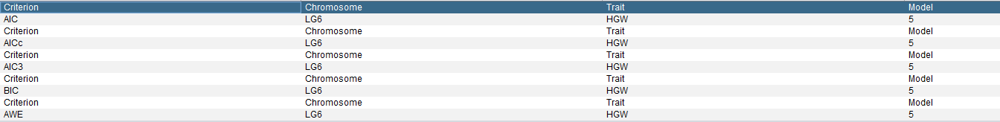 Criterion Chromosome Trait Model
AIC LG6 HGW 5
Criterion Chromosome Trait Model
AICc LG6 HGW 5
Criterion Chromosome Trait Model
AIC3 LG6 HGW 5
Criterion Chromosome Trait Model
BIC LG6 HGW 5
Criterion Chromosome Trait Model
AWE LG6 HGW 5